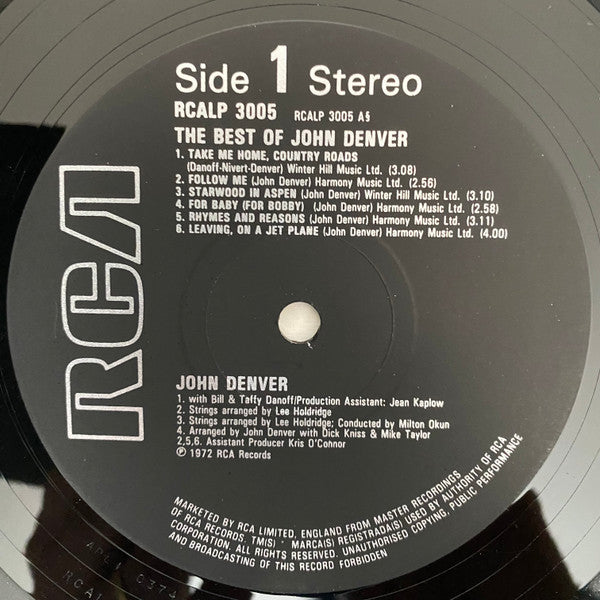 Side 1 Stereo
RCALP 3005 RCALP 3005 A§
THE BEST OF JOHN DENVER
1. TAKE ME HOME, COUNTRY ROADS
(Danoff-Nivert-Denver) Winter Hill Music Ltd. (3.08)
2. FOLLOW ME (John Denver) Harmony Music Ltd. (2.56)
3. STARWOOD IN ASPEN (John Denver) Winter Hill Music Ltd. (3.10)
4. FOR BABY (FOR BOBBY) (John Denver) Harmony Music Ltd. (2.58)
5. RHYMES AND REASONS (John Denver) Harmony Music Ltd. (3.11)
6. LEAVING, ON A JET PLANE (John Denver) Harmony Music Ltd. (4.00)
RCA
JOHN DENVER
1. with Bill & Taffy Danoff/Production Assistant: Jean Kaplow
2. Strings arranged by Lee Holdridge
3. Strings arranged by Lee Holdridge; Conducted by Milton Okun
4. Arranged by John Denver with Dick Kniss & Mike Taylor
2,5,6. Assistant Producer Kris O'Connor
℗ 1972 RCA Records
MARKETED BY RCA LIMITED, ENGLAND FROM MASTER RECORDINGS
OF RCA RECORDS. TM(S) ® MARCA(S) REGISTRADA(S) USED BY AUTHORITY OF RCA
CORPORATION. ALL RIGHTS RESERVED. UNAUTHORISED COPYING, PUBLIC PERFORMANCE
AND BROADCASTING OF THIS RECORD FORBIDDEN